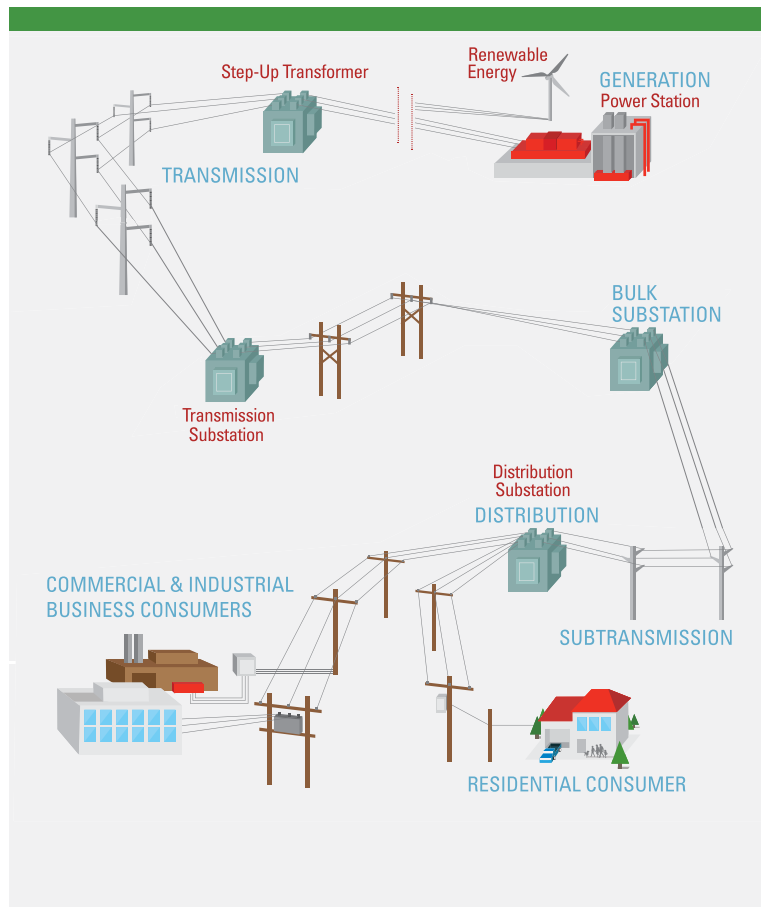 Renewable
Energy
Step-Up Transformer
GENERATION
Power Station
TRANSMISSION
BULK
SUBSTATION
Transmission
Substation
Distribution
Substation
DISTRIBUTION
COMMERCIAL & INDUSTRIAL
BUSINESS CONSUMERS
SUBTRANSMISSION
RESIDENTIAL CONSUMER